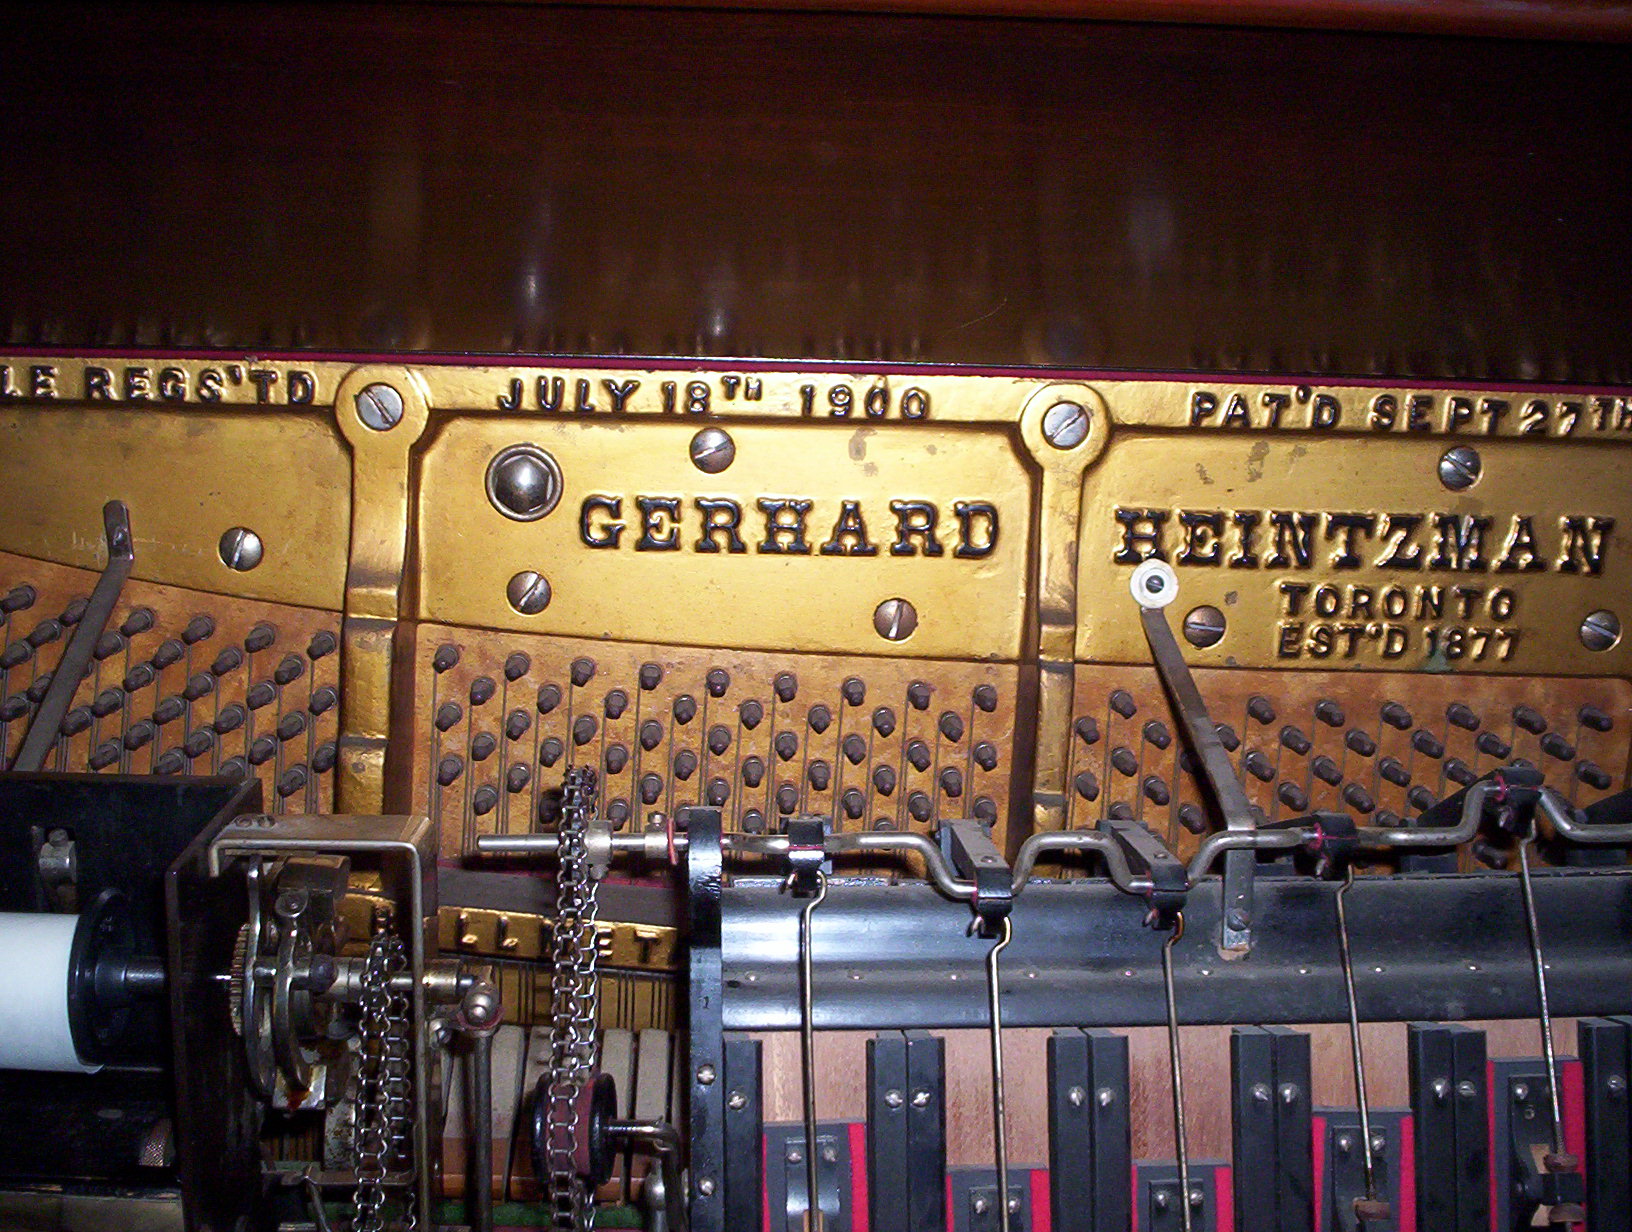 LE REGS'TD JULY 18TH 1900 PAT'D SEPT 27TH
GERHARD HEINTZMAN
TORONTO
EST'D 1877